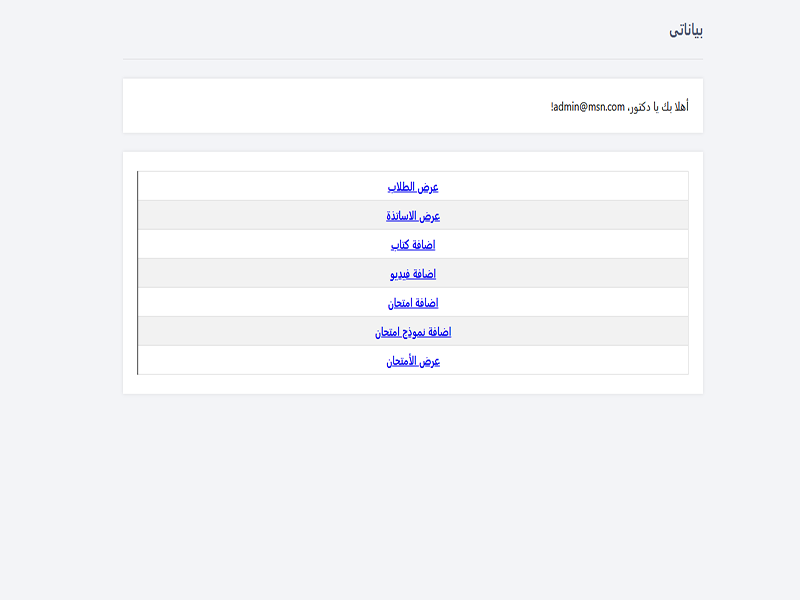 بياناتى
أهلا بك يا دكتور، admin@msn.com!
عرض الطلاب
عرض الاساتذة
اضافة كتاب
اضافة فيديو
اضافة امتحان
اضافة نموذج امتحان
عرض الأمتحان